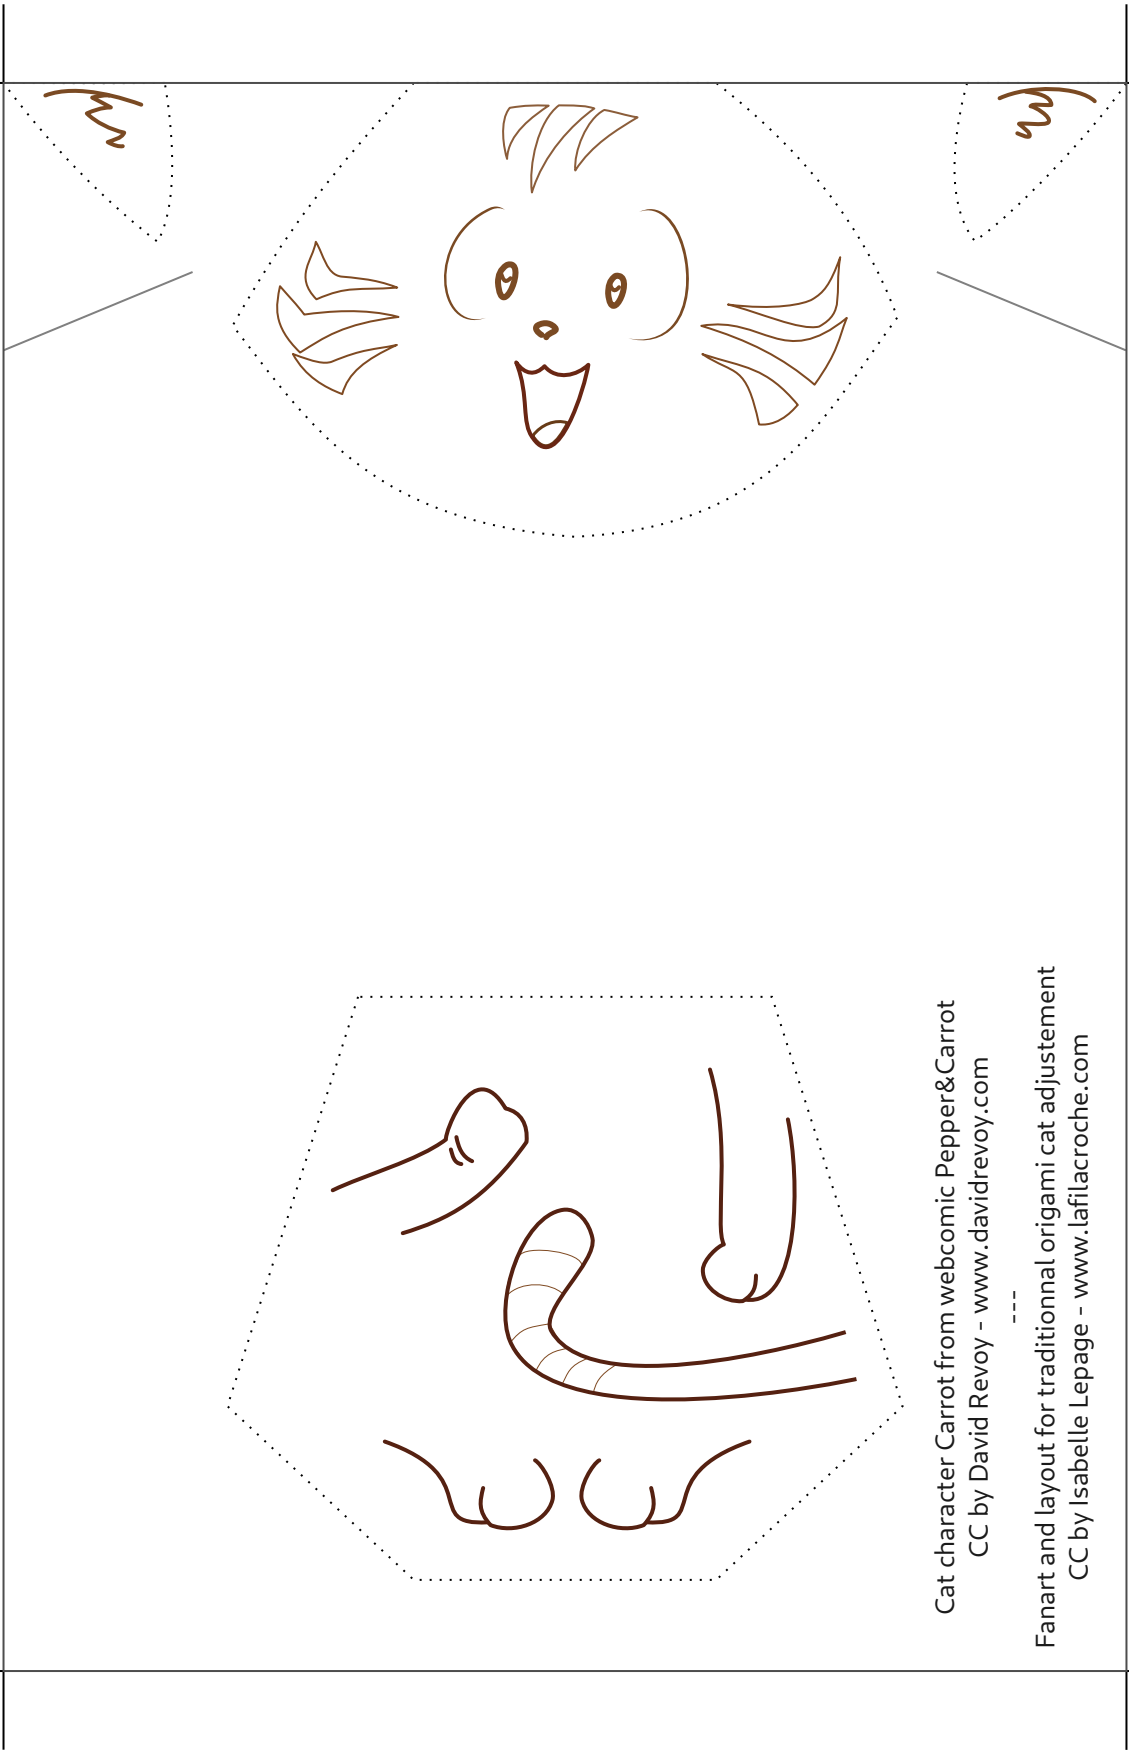 Cat character Carrot from webcomic Pepper&Carrot
CC by David Revoy - www.davidrevoy.com
---
Fanart and layout for traditionnal origami cat adjustement
CC by Isabelle Lepage - www.lafilacroche.com